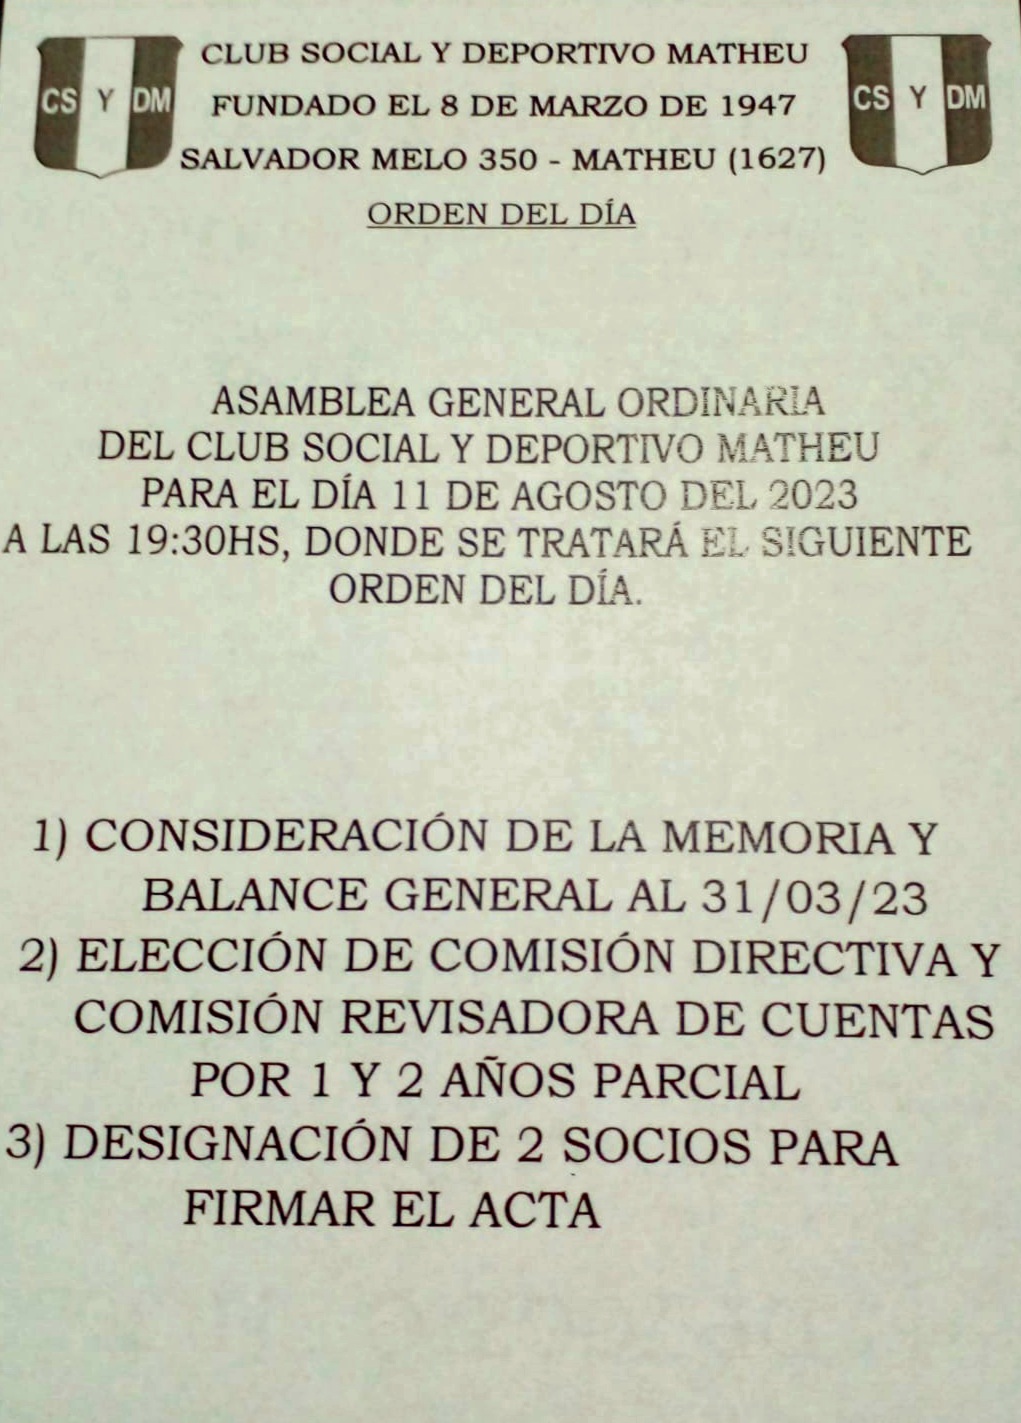 CS Y DM
CLUB SOCIAL Y DEPORTIVO MATHEU
CS Y DM
FUNDADO EL 8 DE MARZO DE 1947
SALVADOR MELO 350 - MATHEU (1627)
ORDEN DEL DÍA
ASAMBLEA GENERAL ORDINARIA
DEL CLUB SOCIAL Y DEPORTIVO MATHEU
PARA EL DÍA 11 DE AGOSTO DEL 2023
A LAS 19:30HS, DONDE SE TRATARÁ EL SIGUIENTE
ORDEN DEL DÍA.
1) CONSIDERACIÓN DE LA MEMORIA Y
BALANCE GENERAL AL 31/03/23
2) ELECCIÓN DE COMISIÓN DIRECTIVA Y
COMISIÓN REVISADORA DE CUENTAS
POR 1 Y 2 AÑOS PARCIAL
3) DESIGNACIÓN DE 2 SOCIOS PARA
FIRMAR EL ACTA